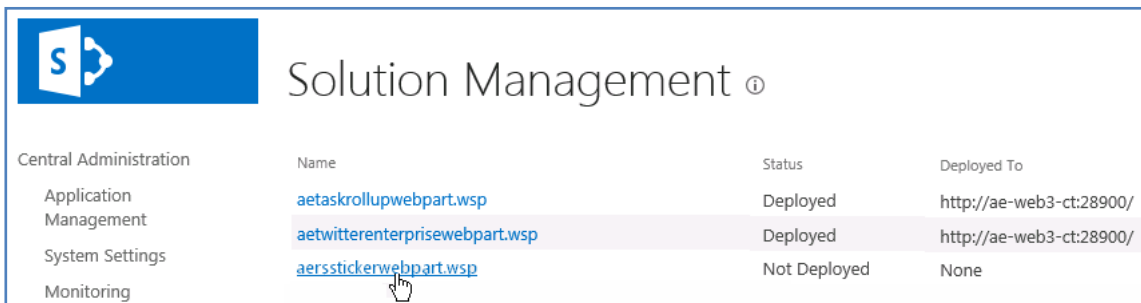 S
Solution Management
Central Administration
Application
Management
System Settings
Monitoring
Name Status Deployed To
aetaskrollupwebpart.wsp Deployed http://ae-web3-ct:28900/
aetwitterenterprisewebpart.wsp Deployed http://ae-web3-ct:28900/
aersstickerwebpart.wsp Not Deployed None